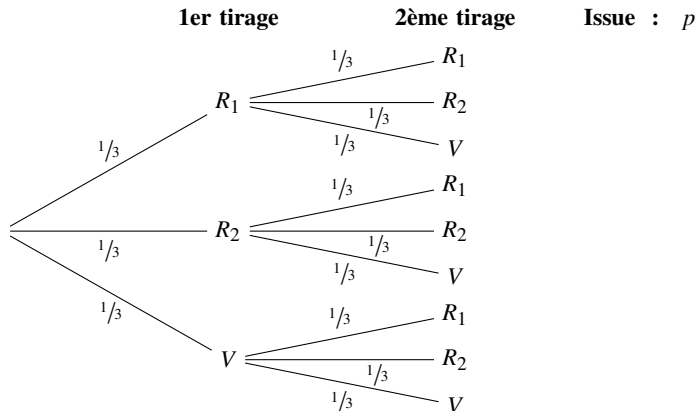 1er tirage 2ème tirage Issue : p
1/3 R1
R1 1/3 R2
1/3 1/3 V
1/3 R1
1/3 R2 1/3 R2
1/3 1/3 V
1/3 R1
V 1/3 R2
1/3 V